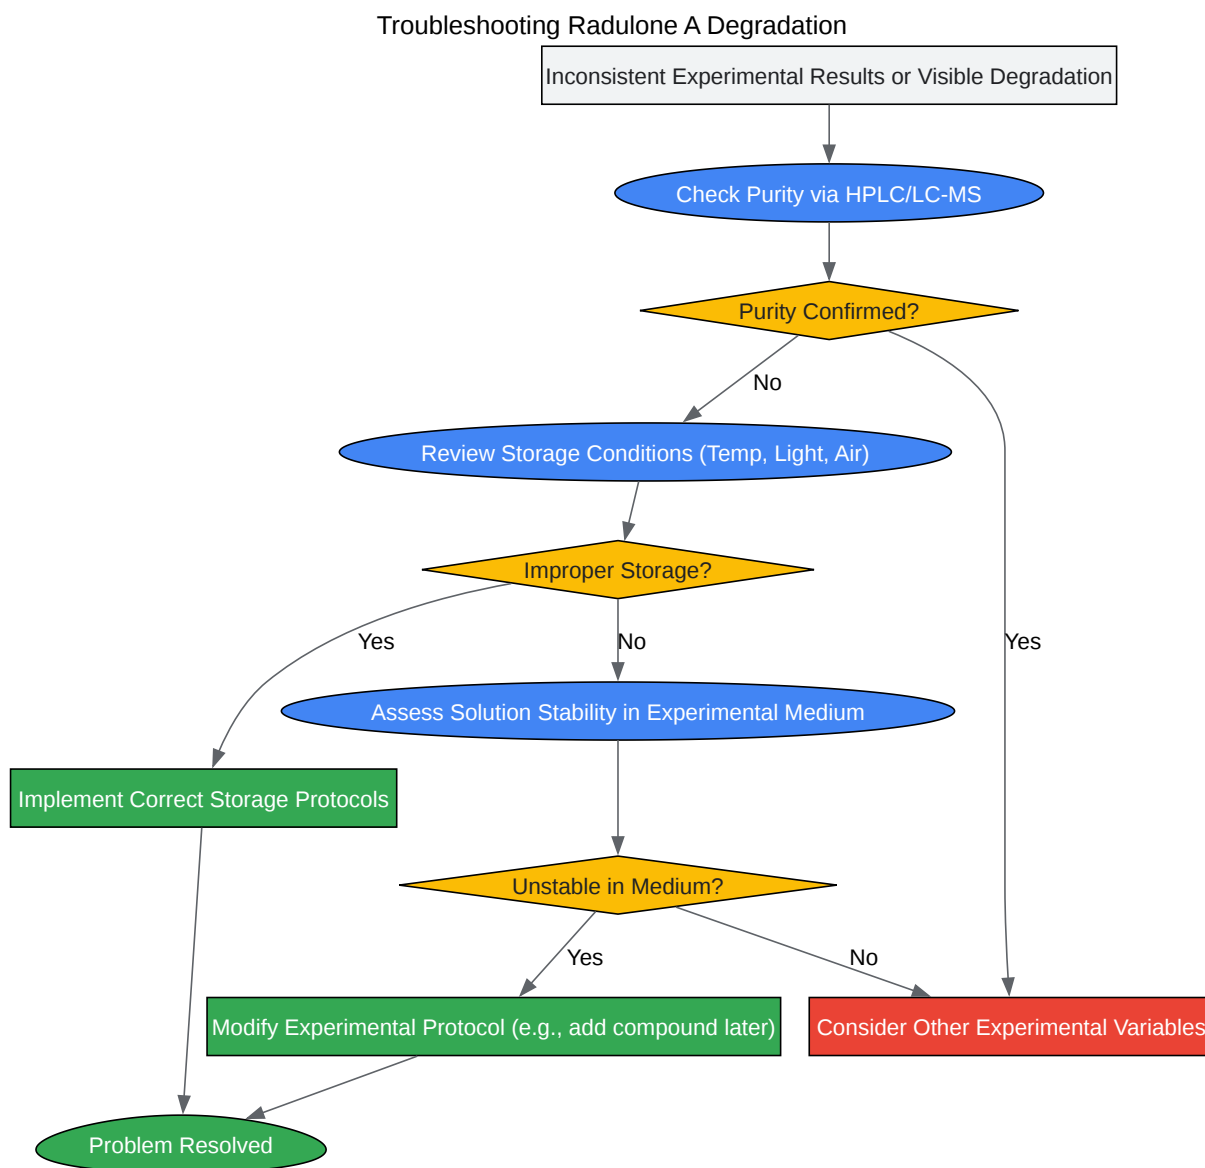 Troubleshooting Radulone A Degradation
Inconsistent Experimental Results or Visible Degradation
Check Purity via HPLC/LC-MS
Purity Confirmed?
No
Review Storage Conditions (Temp, Light, Air)
Improper Storage?
Yes
No
Yes
Assess Solution Stability in Experimental Medium
Implement Correct Storage Protocols
Unstable in Medium?
Yes
No
Modify Experimental Protocol (e.g., add compound later)
Consider Other Experimental Variables
Problem Resolved